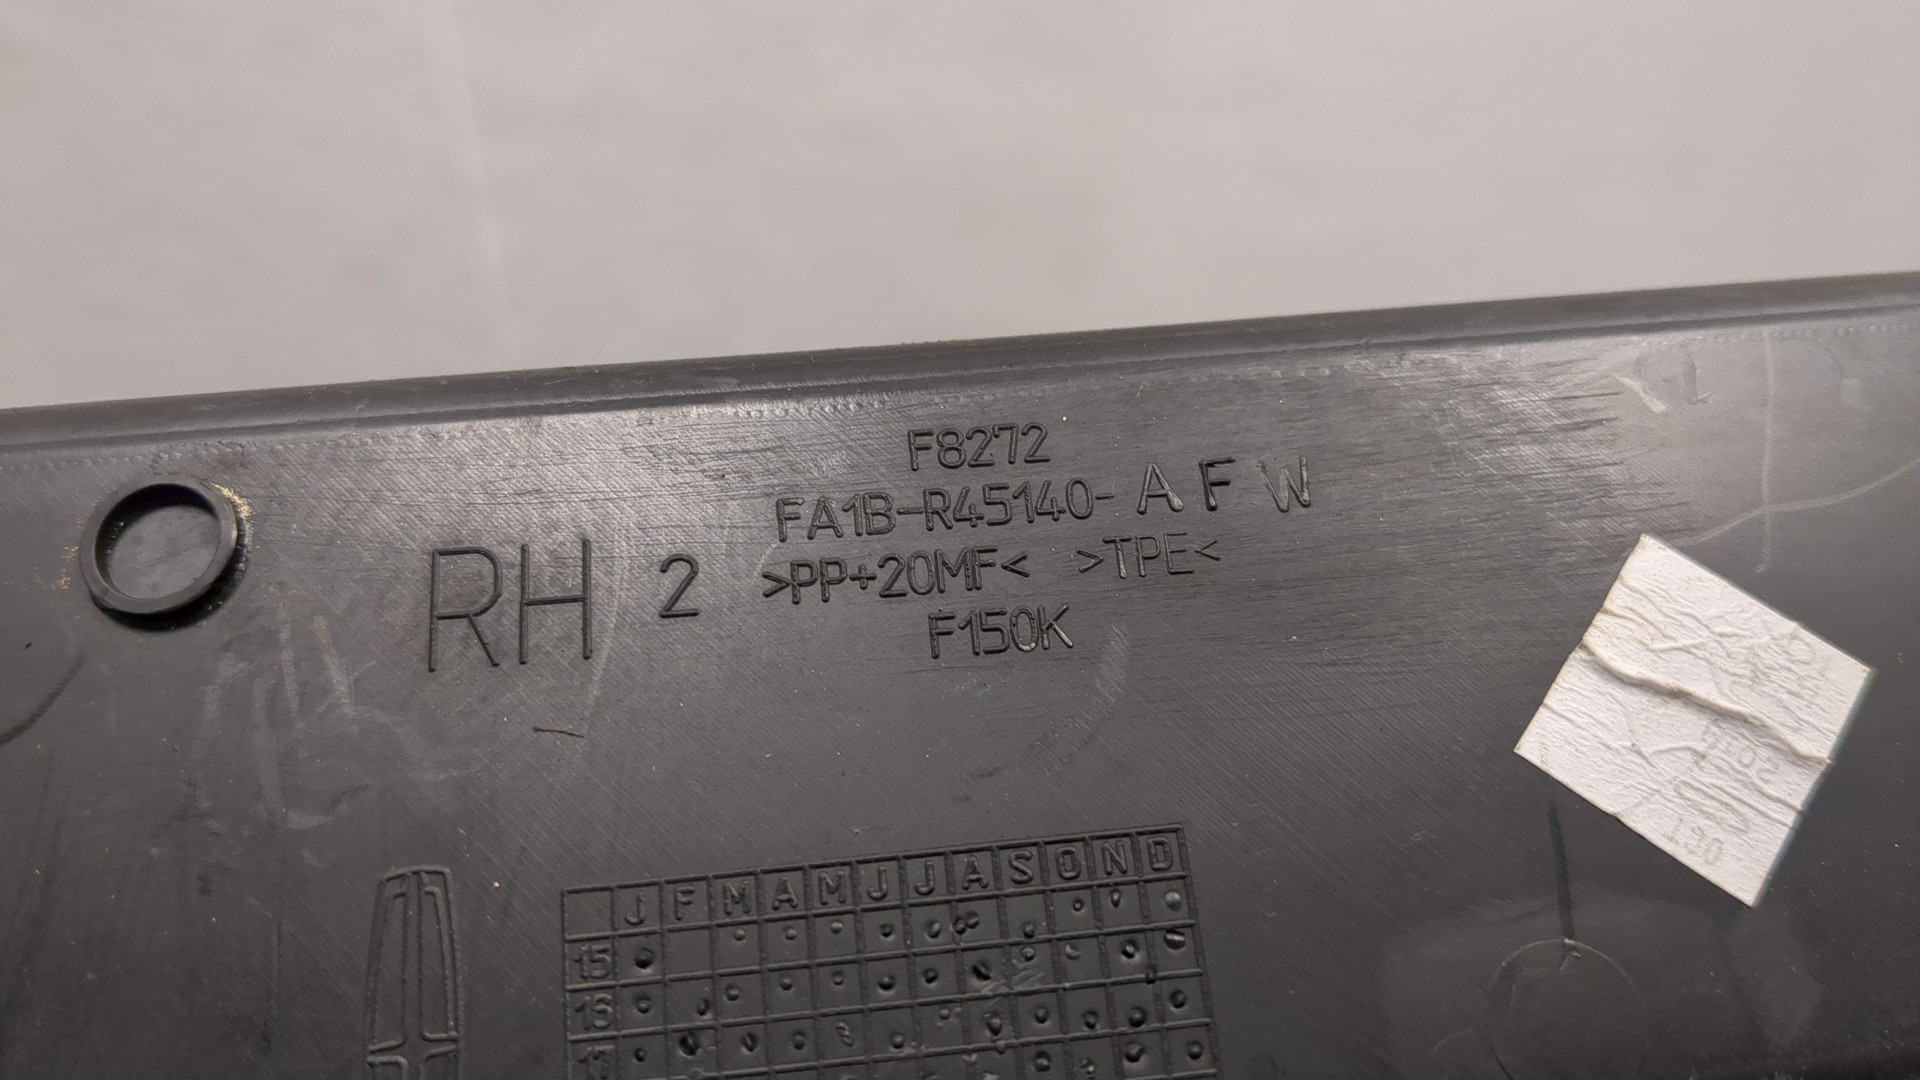 F8272
FA1B-R45140- A F W
RH 2 >PP+20MF< >TPE<
F150K
J F M A M J J A S O N D
15
16
17